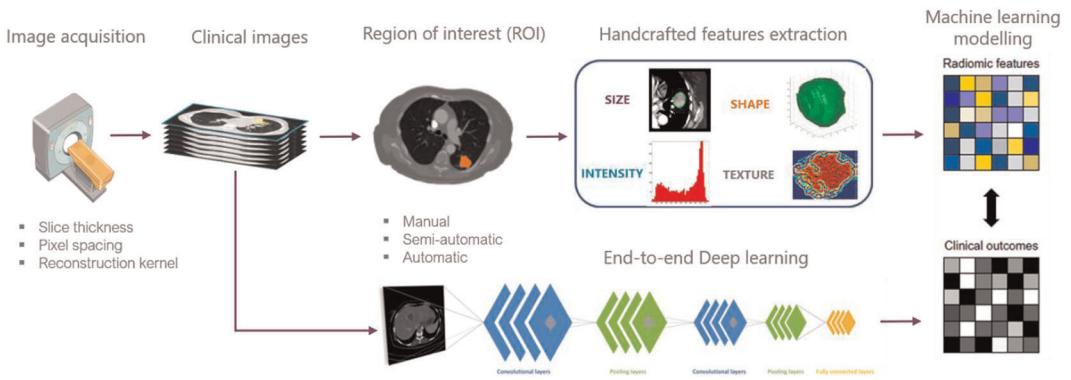 Image acquisition
Clinical images
Region of interest (ROI)
Handcrafted features extraction
Machine learning
modelling
Radiomic features
SIZE
SHAPE
INTENSITY
TEXTURE
▪ Slice thickness
▪ Pixel spacing
▪ Reconstruction kernel
▪ Manual
▪ Semi-automatic
▪ Automatic
Clinical outcomes
End-to-end Deep learning
Convolutional layers
Pooling layers
Convolutional layers
Pooling layers
Fully connected layers